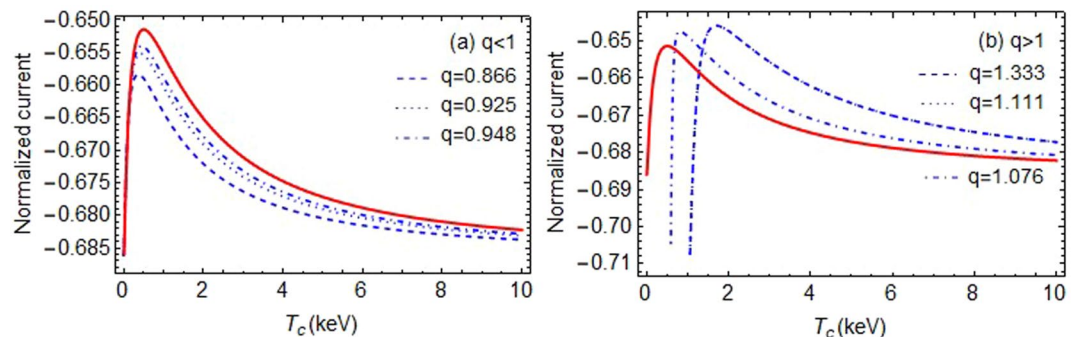 (a) q<1
q=0.866
q=0.925
q=0.948
Normalized current
−0.650
−0.655
−0.660
−0.665
−0.670
−0.675
−0.680
−0.685
0 2 4 6 8 10
Tc(keV)
(b) q>1
q=1.333
q=1.111
q=1.076
Normalized current
−0.65
−0.66
−0.67
−0.68
−0.69
−0.70
−0.71
0 2 4 6 8 10
Tc(keV)